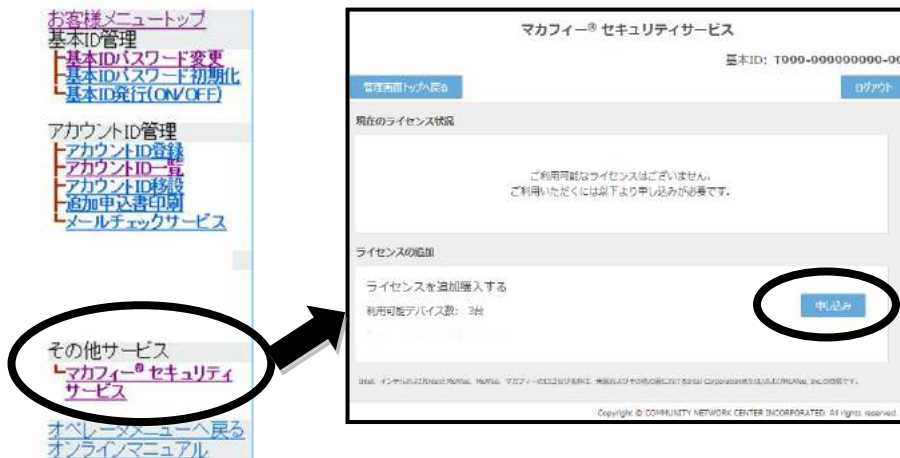 お客様メニュートップ
基本ID管理
基本IDパスワード変更
基本IDパスワード初期化
基本ID発行(ON/OFF)
アカウントID管理
アカウントID登録
アカウントID一覧
アカウントID移設
追加申込書印刷
メールチェックサービス
その他サービス
マカフィー® セキュリティ
サービス
オペレータメニューへ戻る
オンラインマニュアル
マカフィー® セキュリティサービス
基本ID: T000-000000000-00
管理画面トップへ戻る
ログアウト
現在のライセンス状況
ご利用可能なライセンスはございません。
ご利用いただくには以下より申し込みが必要です。
ライセンスの追加
ライセンスを追加購入する
利用可能デバイス数: 3台
申し込み
Copyright © COMMUNITY NETWORK CENTER INCORPORATED. All rights reserved.